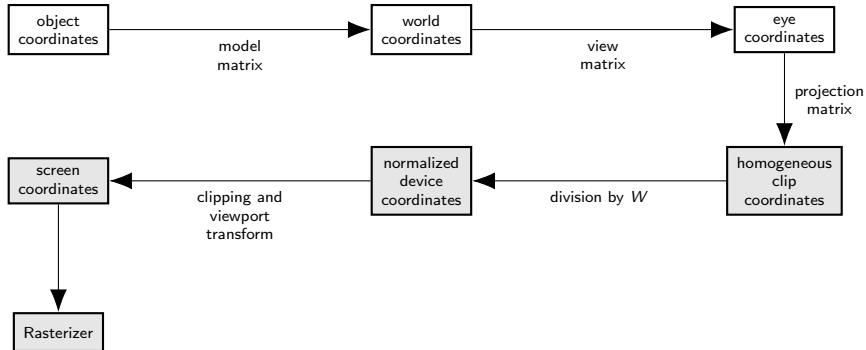 object
coordinates
model
matrix
world
coordinates
view
matrix
eye
coordinates
projection
matrix
homogeneous
clip
coordinates
division by W
normalized
device
coordinates
clipping and
viewport
transform
screen
coordinates
Rasterizer